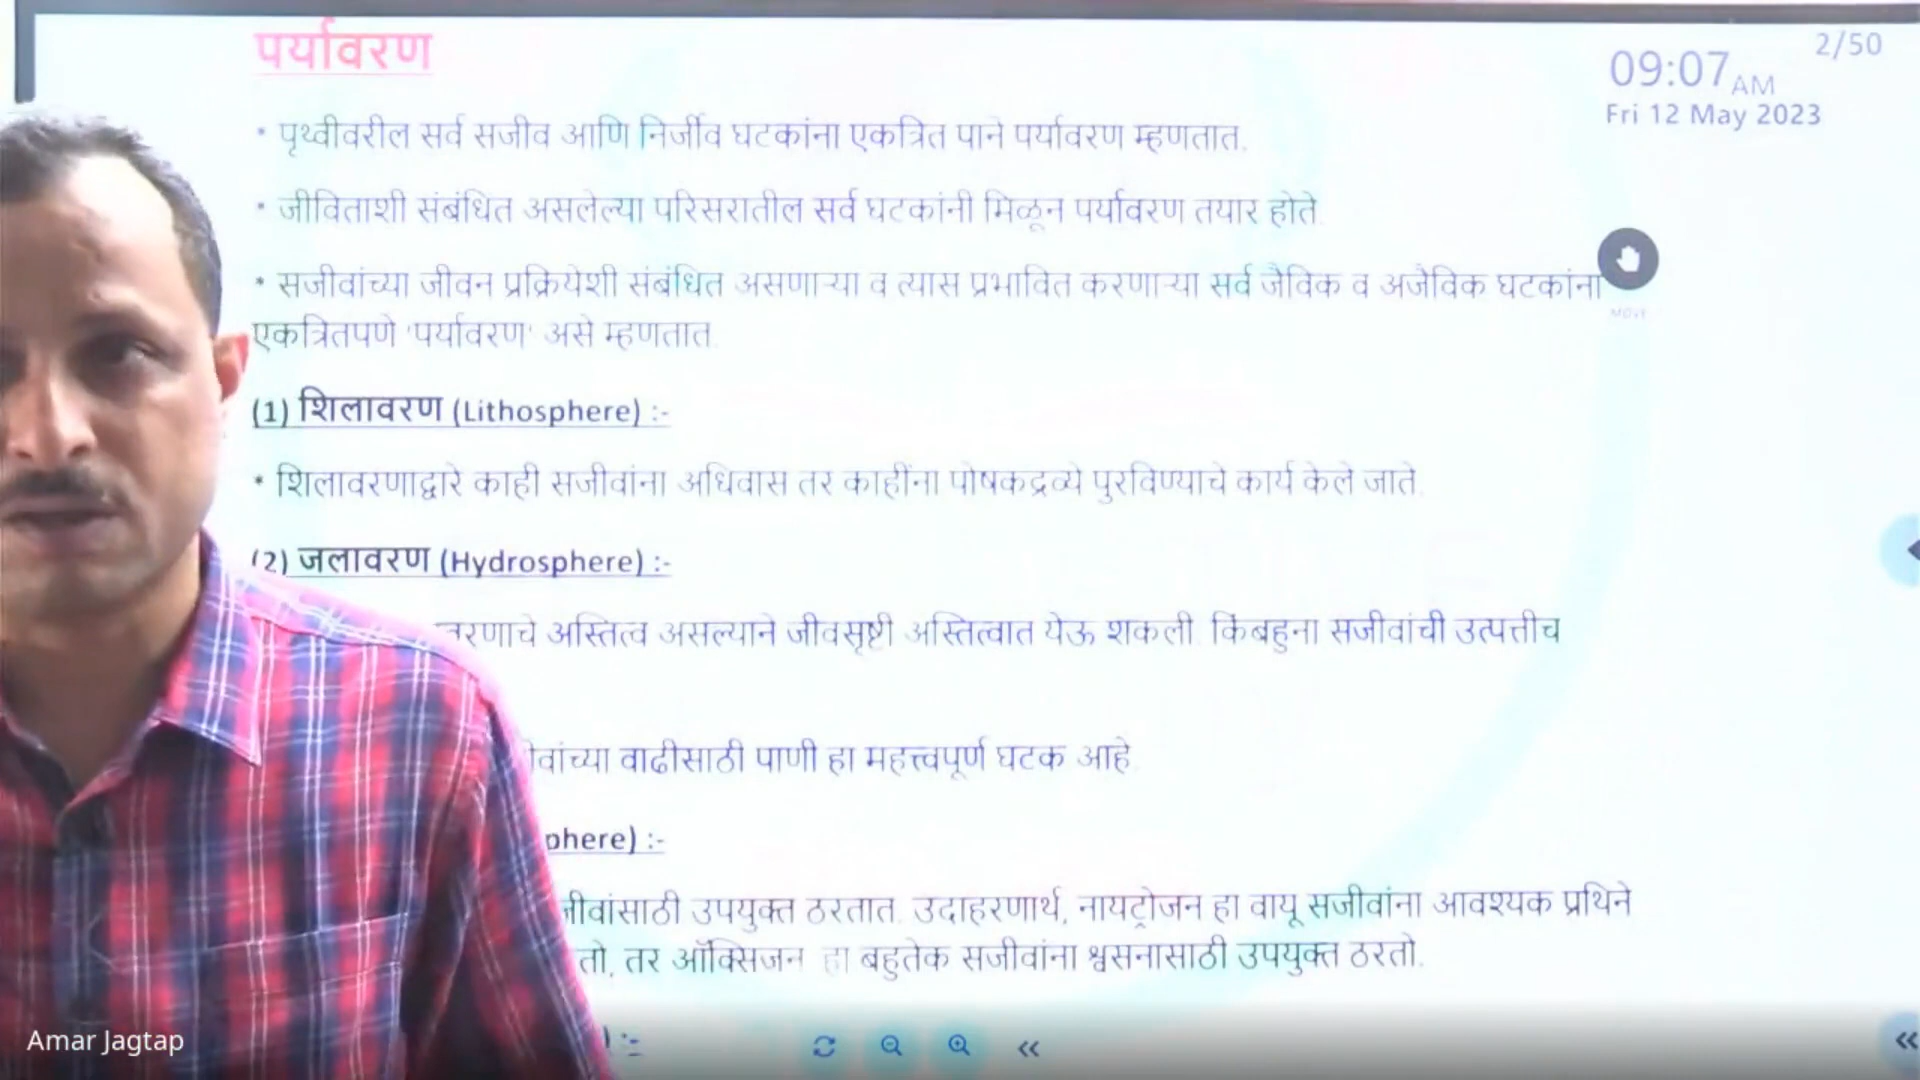 पर्यावरण
2/50
09:07 AM
Fri 12 May 2023
* पृथ्वीवरील सर्व सजीव आणि निर्जीव घटकांना एकत्रित पाने पर्यावरण म्हणतात.
* जीविताशी संबंधित असलेल्या परिसरातील सर्व घटकांनी मिळून पर्यावरण तयार होते.
* सजीवांच्या जीवन प्रक्रियेशी संबंधित असणाऱ्या व त्यास प्रभावित करणाऱ्या सर्व जैविक व अजैविक घटकांना
MOVE
एकत्रितपणे 'पर्यावरण' असे म्हणतात.
(1) शिलावरण (Lithosphere) :-
* शिलावरणाद्वारे काही सजीवांना अधिवास तर काहींना पोषकद्रव्ये पुरविण्याचे कार्य केले जाते.
(2) जलावरण (Hydrosphere) :-
वरणाचे अस्तित्व असल्याने जीवसृष्टी अस्तित्वात येऊ शकली. किंबहुना सजीवांची उत्पत्तीच
वांच्या वाढीसाठी पाणी हा महत्त्वपूर्ण घटक आहे.
phere) :-
जीवांसाठी उपयुक्त ठरतात. उदाहरणार्थ, नायट्रोजन हा वायू सजीवांना आवश्यक प्रथिने
तो, तर ऑक्सिजन हा बहुतेक सजीवांना श्वसनासाठी उपयुक्त ठरतो.
) :-
Amar Jagtap